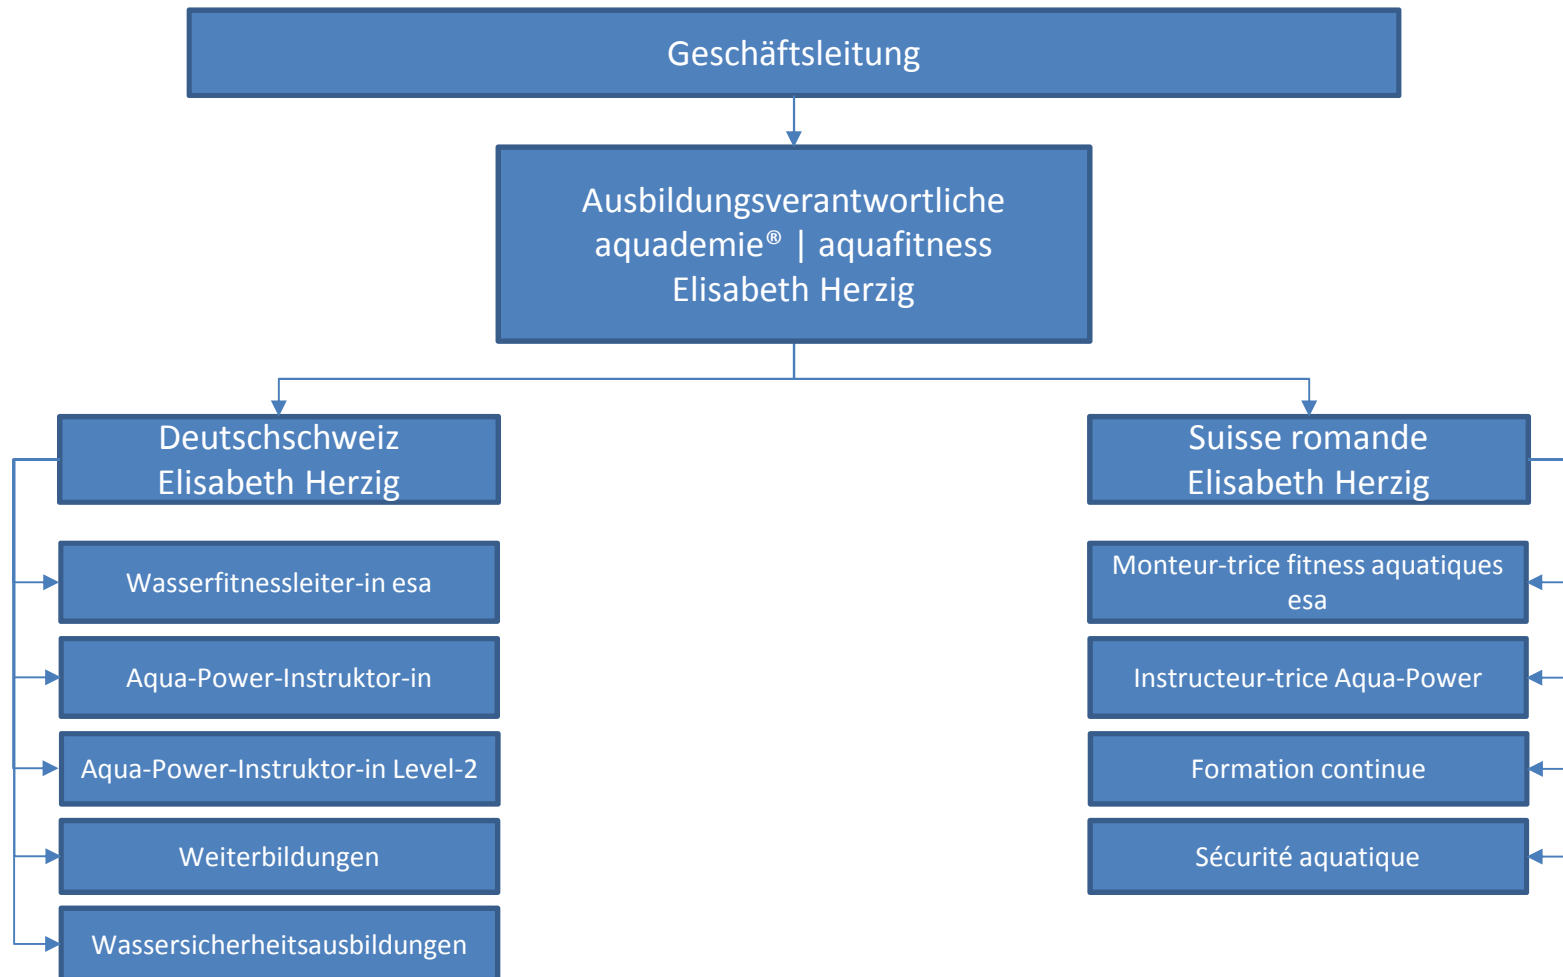 Geschäftsleitung
Ausbildungsverantwortliche
aquademie® | aquafitness
Elisabeth Herzig
Deutschschweiz
Elisabeth Herzig
Wasserfitnessleiter-in esa
Aqua-Power-Instruktor-in
Aqua-Power-Instruktor-in Level-2
Weiterbildungen
Wassersicherheitsausbildungen
Suisse romande
Elisabeth Herzig
Monteur-trice fitness aquatiques
esa
Instructeur-trice Aqua-Power
Formation continue
Sécurité aquatique